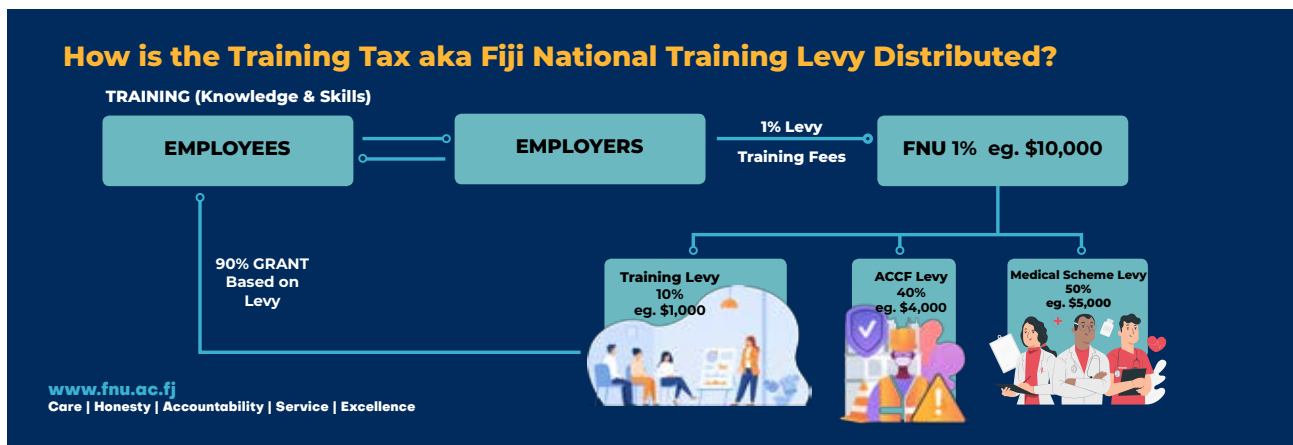 How is the Training Tax aka Fiji National Training Levy Distributed?
TRAINING (Knowledge & Skills)
EMPLOYEES
EMPLOYERS
1% Levy
Training Fees
FNU 1% eg. $10,000
90% GRANT
Based on
Levy
Training Levy
10%
eg. $1,000
ACCF Levy
40%
eg. $4,000
Medical Scheme Levy
50%
eg. $5,000
www.fnu.ac.fj
Care | Honesty | Accountability | Service | Excellence